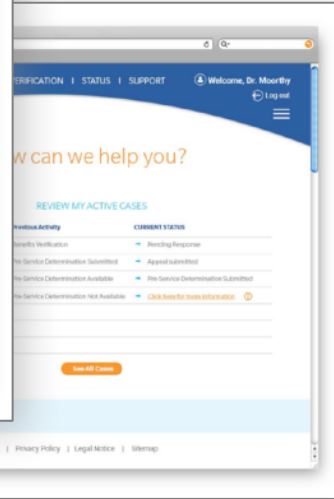 ERIFICATION | STATUS | SUPPORT
Welcome, Dr. Moorthy
Log out
w can we help you?
REVIEW MY ACTIVE CASES
Previous Activity CURRENT STATUS
Benefits Verification → Pending Response
Pre-Service Determination Submitted → Appeal submitted
Pre-Service Determination Available → Pre-Service Determination Submitted
Pre-Service Determination Not Available → Click here for more information
See All Cases
| Privacy Policy | Legal Notice | Sitemap